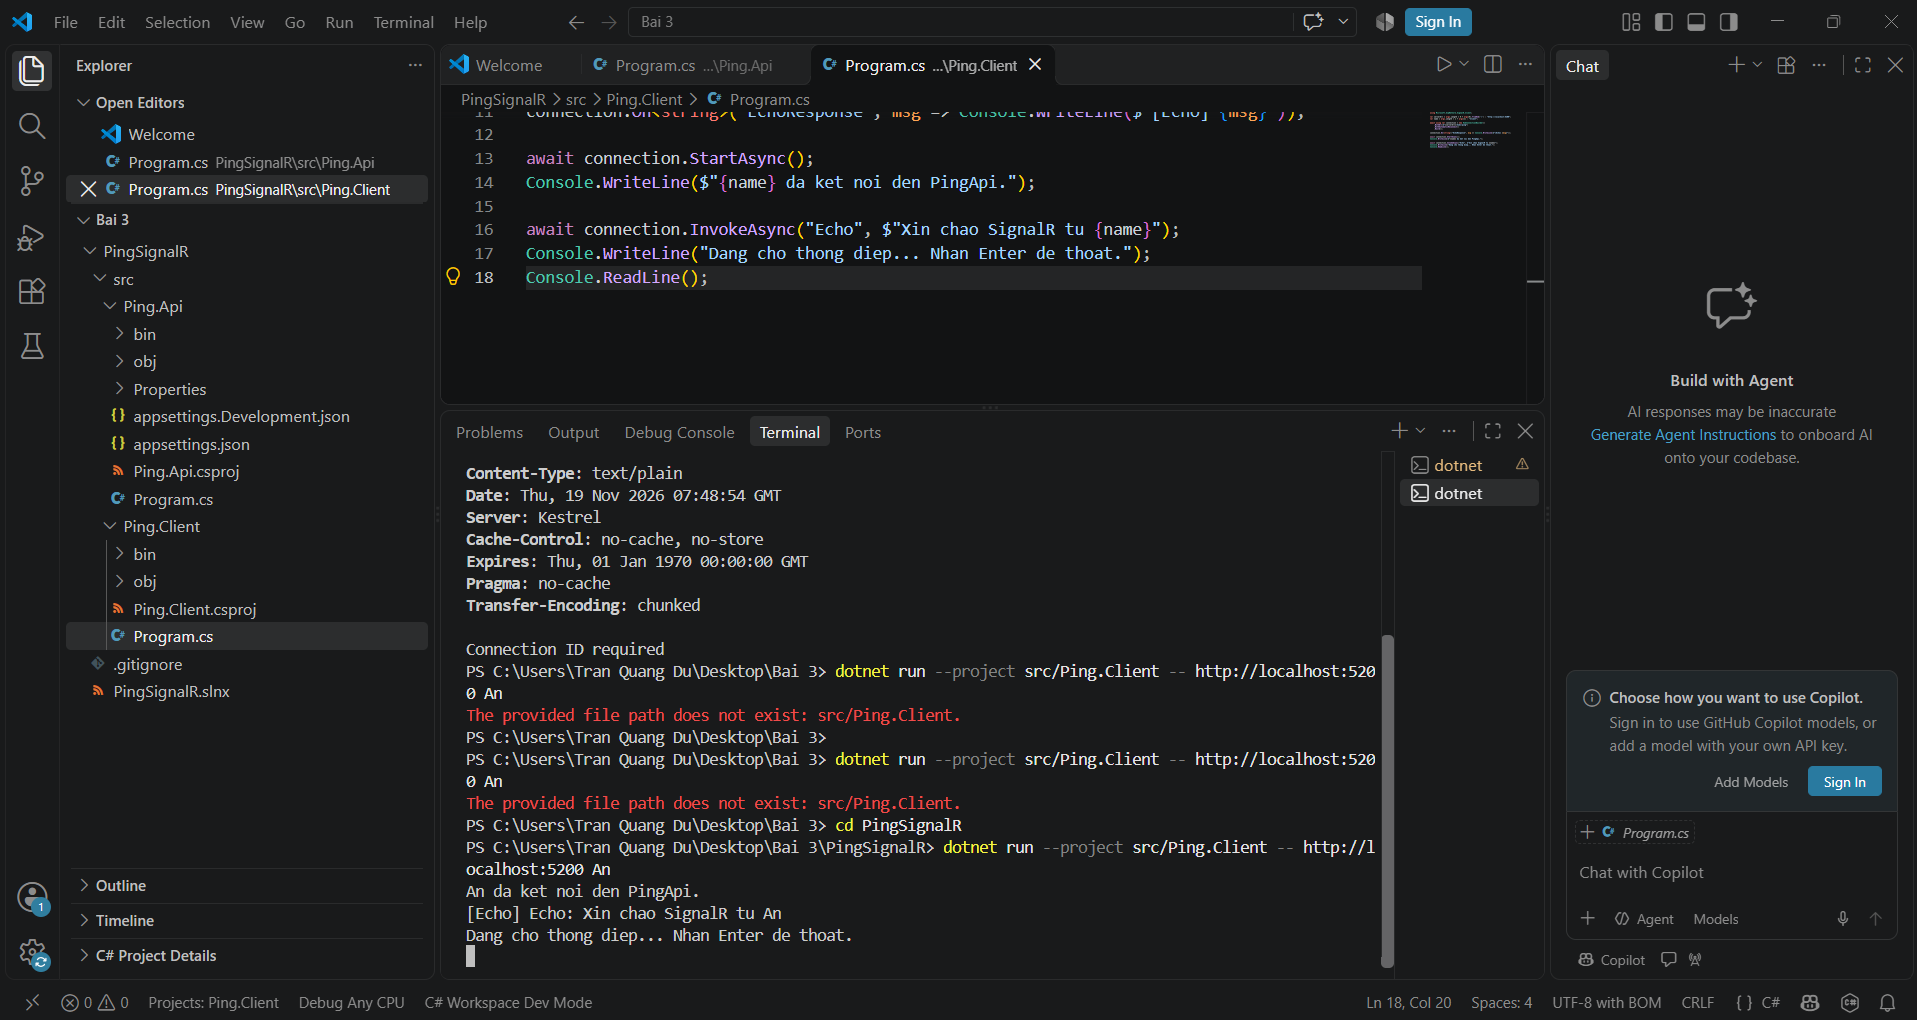 File Edit Selection View Go Run Terminal Help
Bai 3
Sign In
Explorer
Open Editors
Welcome
Program.cs PingSignalR\src\Ping.Api
Program.cs PingSignalR\src\Ping.Client
Bai 3
PingSignalR
src
Ping.Api
bin
obj
Properties
appsettings.Development.json
appsettings.json
Ping.Api.csproj
Program.cs
Ping.Client
bin
obj
Ping.Client.csproj
Program.cs
.gitignore
PingSignalR.slnx
Outline
Timeline
C# Project Details
Welcome
Program.cs ...\Ping.Api
Program.cs ...\Ping.Client
PingSignalR > src > Ping.Client > Program.cs
11 connection.On<string>("EchoResponse", msg => Console.WriteLine($"[Echo] {msg}"));
12
13 await connection.StartAsync();
14 Console.WriteLine($"{name} da ket noi den PingApi.");
15
16 await connection.InvokeAsync("Echo", $"Xin chao SignalR tu {name}");
17 Console.WriteLine("Dang cho thong diep... Nhan Enter de thoat.");
18 Console.ReadLine();
Problems Output Debug Console Terminal Ports
Content-Type: text/plain
Date: Thu, 19 Nov 2026 07:48:54 GMT
Server: Kestrel
Cache-Control: no-cache, no-store
Expires: Thu, 01 Jan 1970 00:00:00 GMT
Pragma: no-cache
Transfer-Encoding: chunked
Connection ID required
PS C:\Users\Tran Quang Du\Desktop\Bai 3> dotnet run --project src/Ping.Client -- http://localhost:520
0 An
The provided file path does not exist: src/Ping.Client.
PS C:\Users\Tran Quang Du\Desktop\Bai 3>
PS C:\Users\Tran Quang Du\Desktop\Bai 3> dotnet run --project src/Ping.Client -- http://localhost:520
0 An
The provided file path does not exist: src/Ping.Client.
PS C:\Users\Tran Quang Du\Desktop\Bai 3> cd PingSignalR
PS C:\Users\Tran Quang Du\Desktop\Bai 3\PingSignalR> dotnet run --project src/Ping.Client -- http://l
ocalhost:5200 An
An da ket noi den PingApi.
[Echo] Echo: Xin chao SignalR tu An
Dang cho thong diep... Nhan Enter de thoat.
dotnet
dotnet
Chat
Build with Agent
AI responses may be inaccurate
Generate Agent Instructions to onboard AI
onto your codebase.
Choose how you want to use Copilot.
Sign in to use GitHub Copilot models, or
add a model with your own API key.
Add Models
Sign In
Program.cs
Chat with Copilot
Agent Models
Copilot
1
0 0 Projects: Ping.Client Debug Any CPU C# Workspace Dev Mode
Ln 18, Col 20 Spaces: 4 UTF-8 with BOM CRLF {} C#